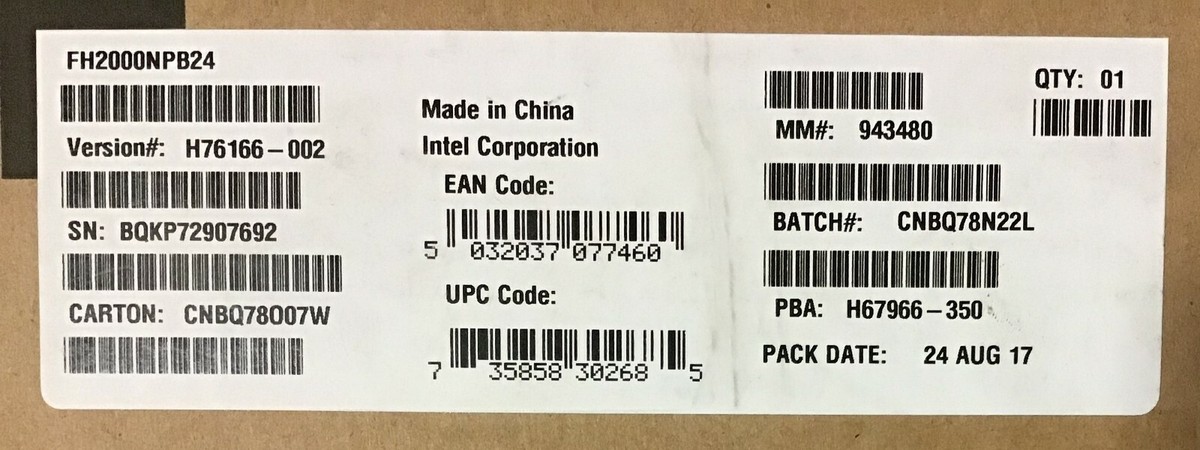 FH2000NPB24
Version#: H76166-002
SN: BQKP72907692
CARTON: CNBQ78O07W
Made in China
Intel Corporation
EAN Code:
5 032037 077460
UPC Code:
7 35858 30268 5
MM#: 943480
BATCH#: CNBQ78N22L
PBA: H67966-350
PACK DATE: 24 AUG 17
QTY: 01